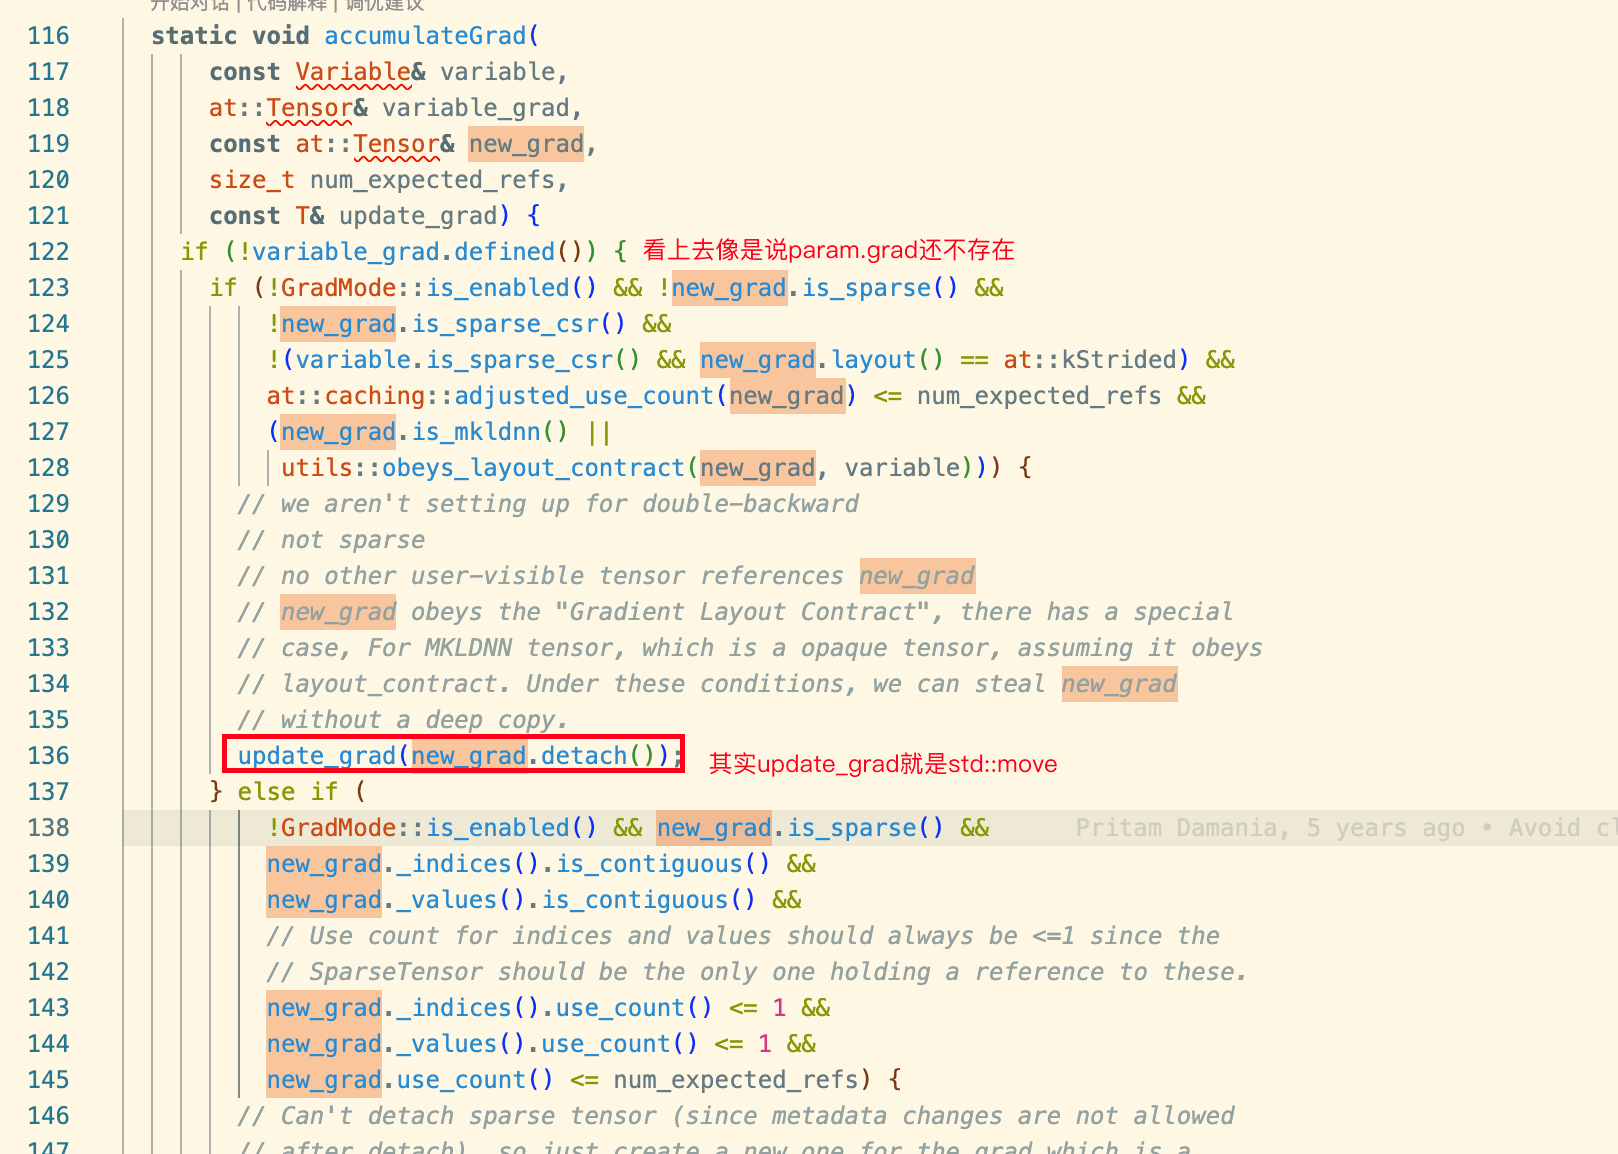 开始对话 | 代码解释 | 调优建议
116 static void accumulateGrad(
117 const Variable& variable,
118 at::Tensor& variable_grad,
119 const at::Tensor& new_grad,
120 size_t num_expected_refs,
121 const T& update_grad) {
122 if (!variable_grad.defined()) { 看上去像是说param.grad还不存在
123 if (!GradMode::is_enabled() && !new_grad.is_sparse() &&
124 !new_grad.is_sparse_csr() &&
125 !(variable.is_sparse_csr() && new_grad.layout() == at::kStrided) &&
126 at::caching::adjusted_use_count(new_grad) <= num_expected_refs &&
127 (new_grad.is_mkldnn() ||
128 utils::obeys_layout_contract(new_grad, variable))) {
129 // we aren't setting up for double-backward
130 // not sparse
131 // no other user-visible tensor references new_grad
132 // new_grad obeys the "Gradient Layout Contract", there has a special
133 // case, For MKLDNN tensor, which is a opaque tensor, assuming it obeys
134 // layout_contract. Under these conditions, we can steal new_grad
135 // without a deep copy.
136 update_grad(new_grad.detach()); 其实update_grad就是std::move
137 } else if (
138 !GradMode::is_enabled() && new_grad.is_sparse() && Pritam Damania, 5 years ago • Avoid cl
139 new_grad._indices().is_contiguous() &&
140 new_grad._values().is_contiguous() &&
141 // Use count for indices and values should always be <=1 since the
142 // SparseTensor should be the only one holding a reference to these.
143 new_grad._indices().use_count() <= 1 &&
144 new_grad._values().use_count() <= 1 &&
145 new_grad.use_count() <= num_expected_refs) {
146 // Can't detach sparse tensor (since metadata changes are not allowed
147 // after detach), so just create a new one for the grad which is a